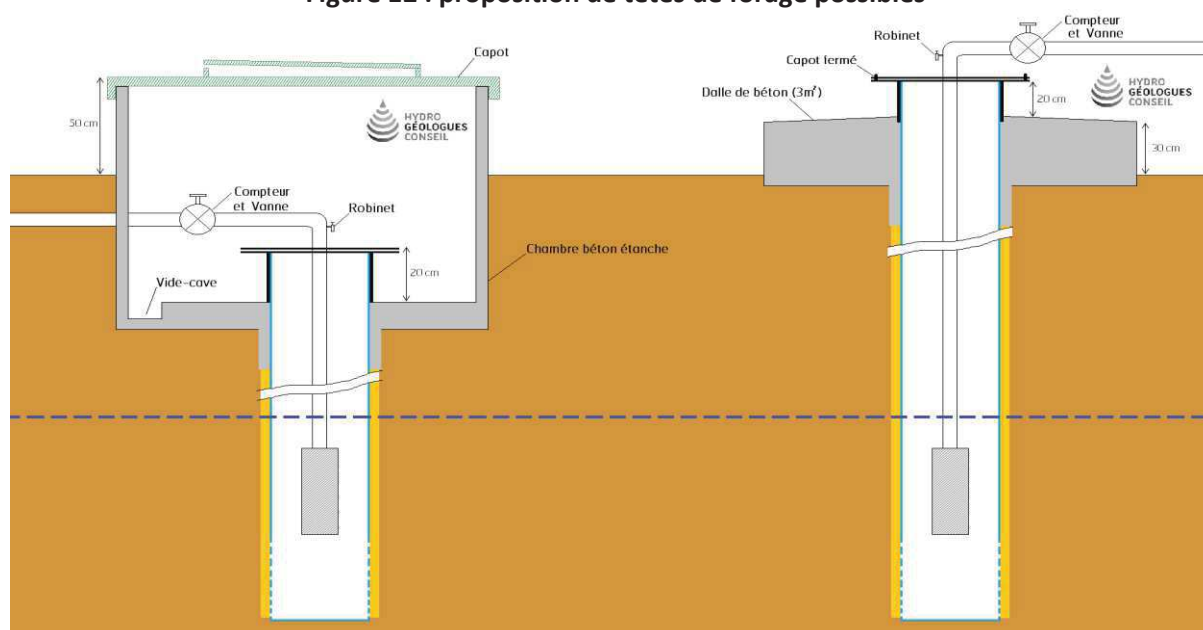 Figure 12 : proposition de têtes de forage possibles
Capot
50 cm
HYDRO
GÉOLOGUES
CONSEIL
Compteur
et Vanne
Robinet
20 cm
Chambre béton étanche
Vide-cave
Compteur
et Vanne
Robinet
Capot fermé
Dalle de béton (3m²)
20 cm
30 cm
HYDRO
GÉOLOGUES
CONSEIL